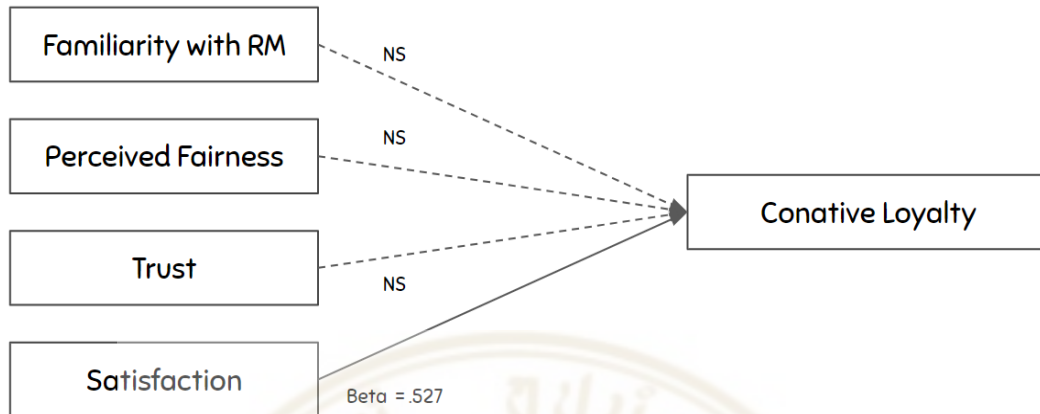 Familiarity with RM
NS
NS
Perceived Fairness
Conative Loyalty
Trust
NS
Satisfaction
Beta = .527